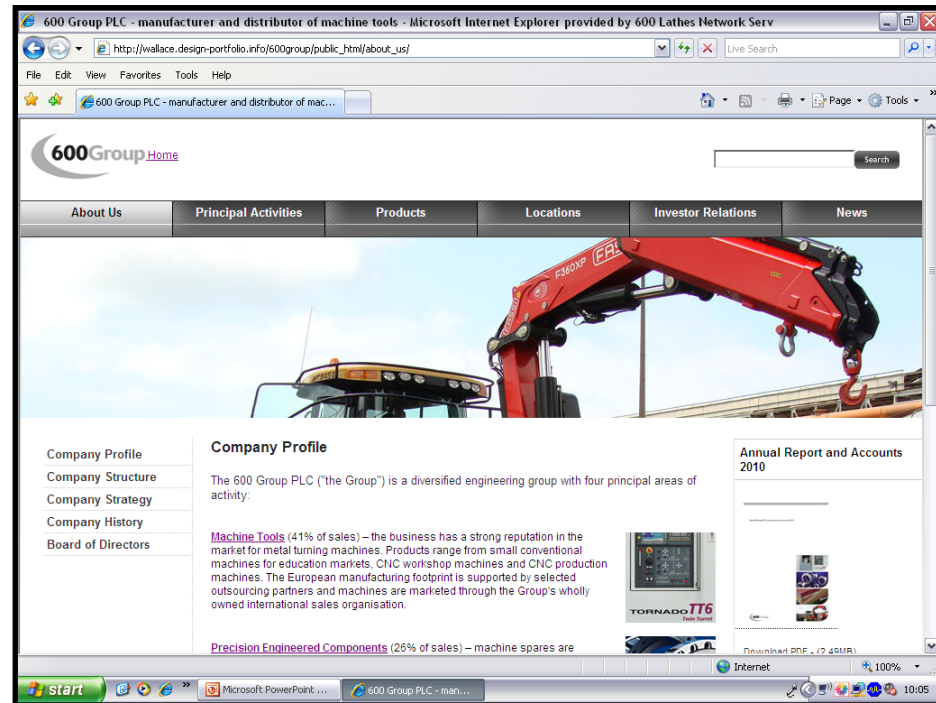 600 Group PLC - manufacturer and distributor of machine tools - Microsoft Internet Explorer provided by 600 Lathes Network Serv
http://wallace.design-portfolio.info/600group/public_html/about_us/
Live Search
File Edit View Favorites Tools Help
600 Group PLC - manufacturer and distributor of mac...
Page Tools
600Group Home
Search
About Us Principal Activities Products Locations Investor Relations News
F360XP
Company Profile
Company Structure
Company Strategy
Company History
Board of Directors
Company Profile
The 600 Group PLC ("the Group") is a diversified engineering group with four principal areas of
activity:
Machine Tools (41% of sales) – the business has a strong reputation in the
market for metal turning machines. Products range from small conventional
machines for education markets, CNC workshop machines and CNC production
machines. The European manufacturing footprint is supported by selected
outsourcing partners and machines are marketed through the Group's wholly
owned international sales organisation.
TORNADO TT6
Twin Turret
Precision Engineered Components (26% of sales) – machine spares are
Annual Report and Accounts
2010
Download PDF - (2.49MB)
Internet 100%
start Microsoft PowerPoint ... 600 Group PLC - man... 10:05